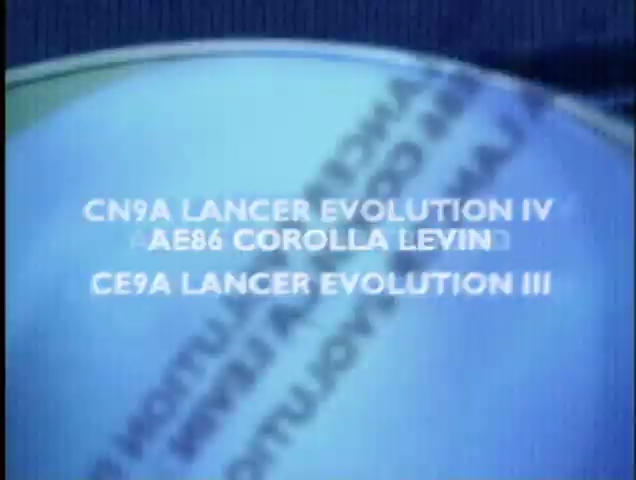 CN9A LANCER EVOLUTION IV
AE86 COROLLA LEVIN
CE9A LANCER EVOLUTION III